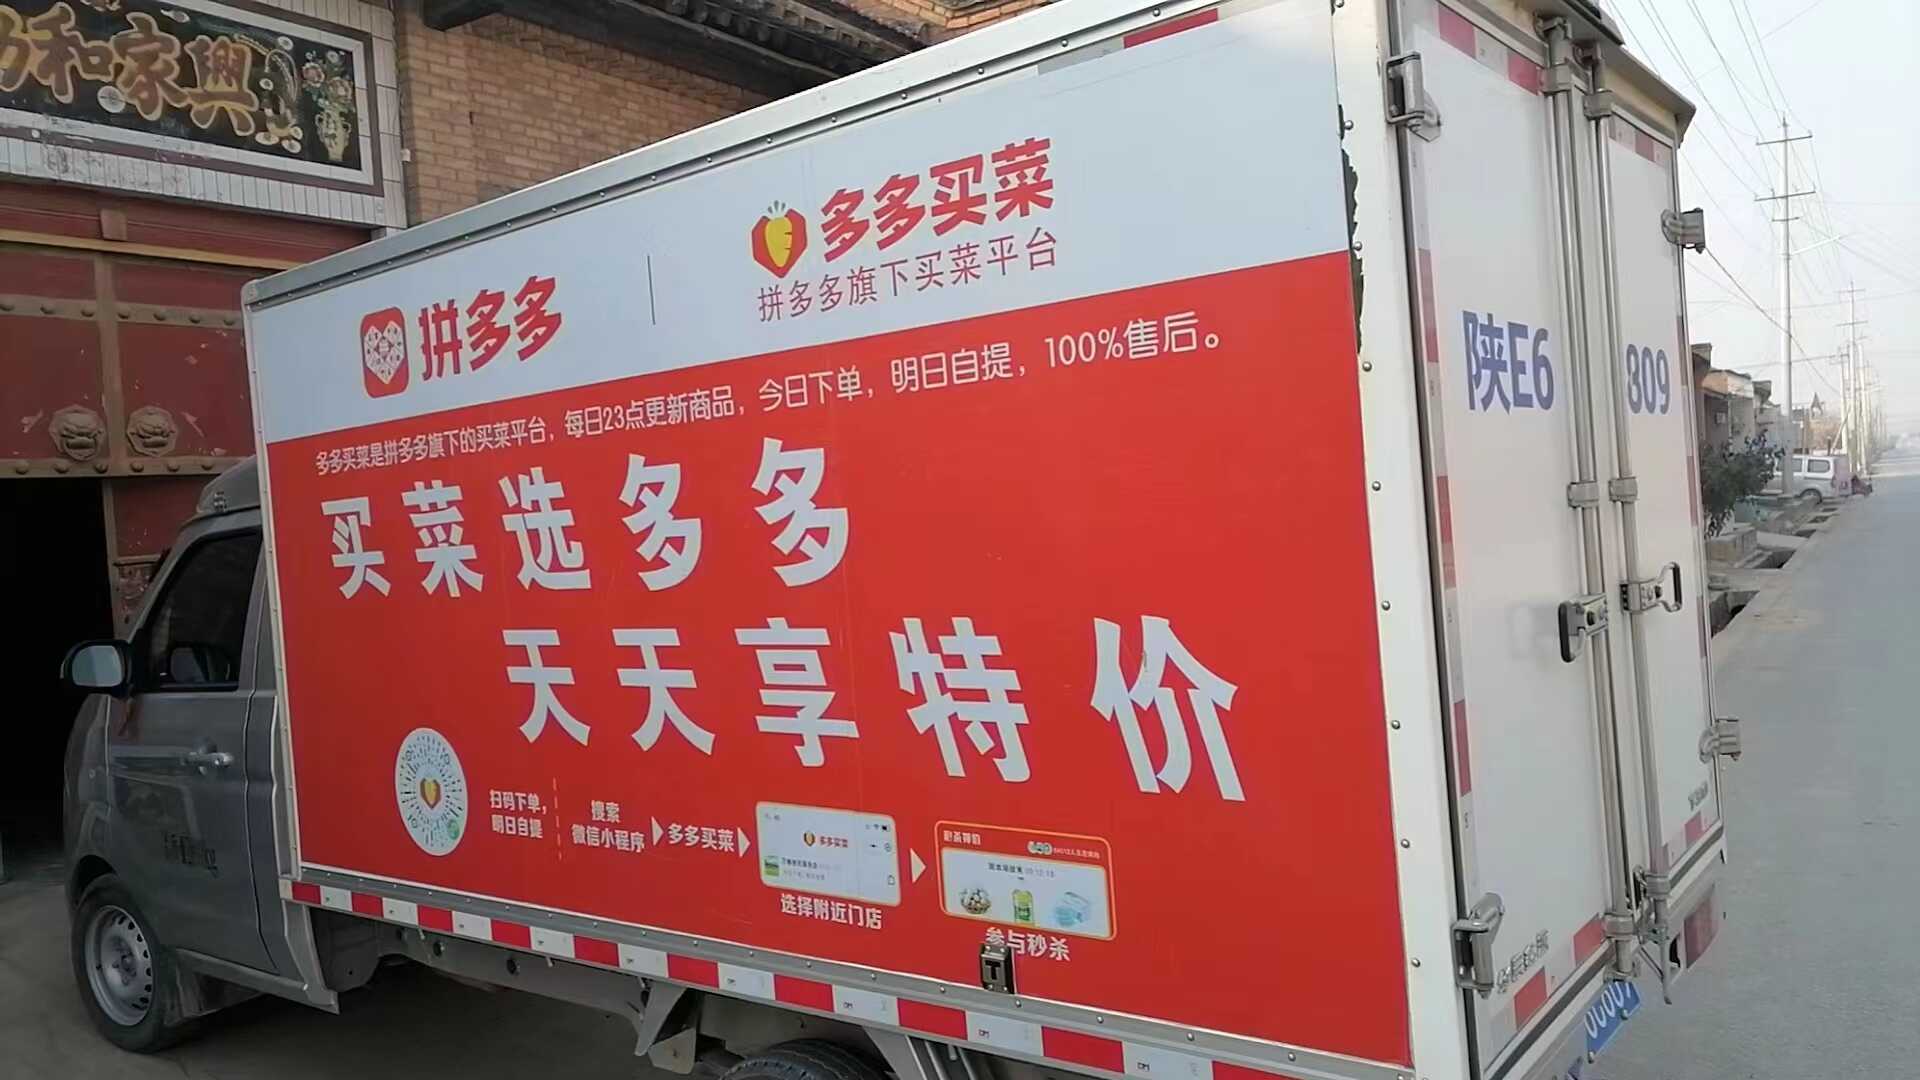 和家興
拼多多
多多买菜
拼多多旗下买菜平台
多多买菜是拼多多旗下的买菜平台，每日23点更新商品，今日下单，明日自提，100%售后。
买菜选多多
天天享特价
扫码下单，
明日自提
搜索
微信小程序
多多买菜
多多买菜
选择附近门店
参与秒杀
陕E6
809